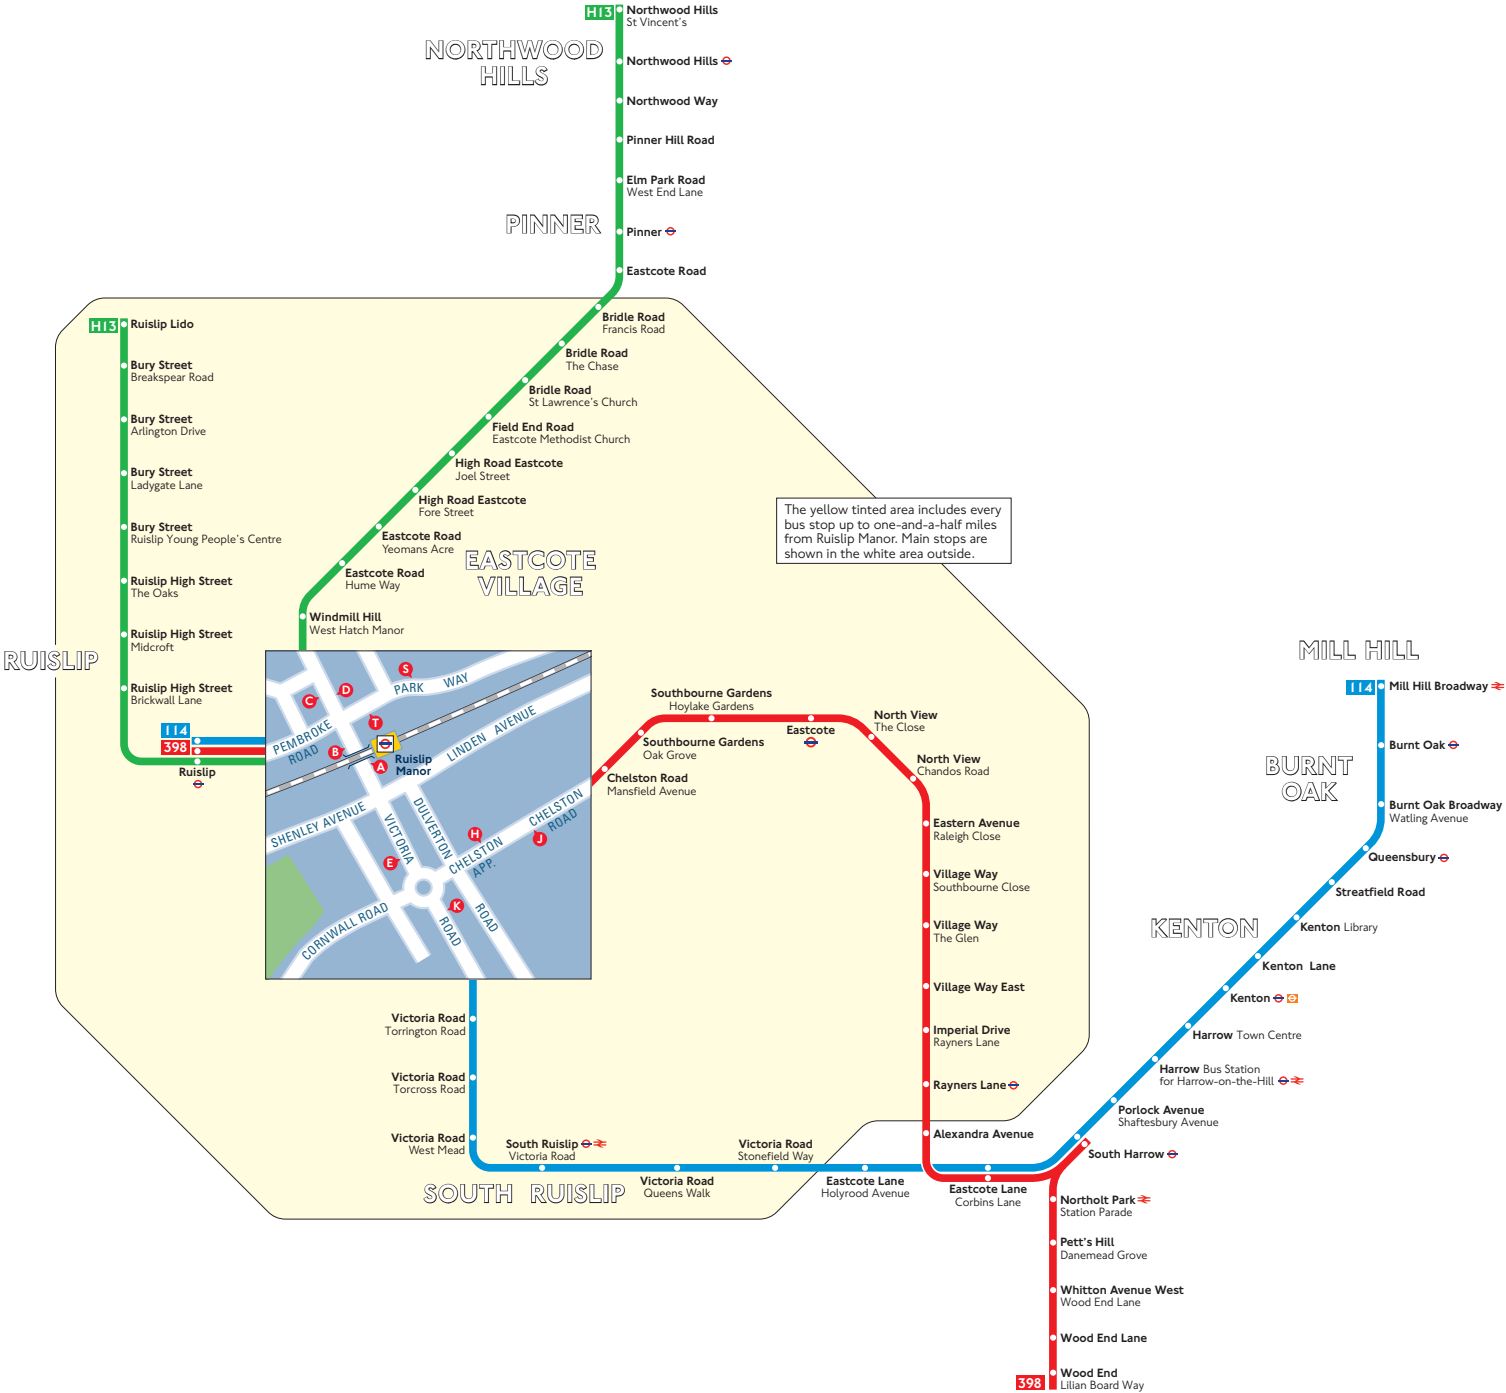 H13
Northwood Hills
St Vincent's
NORTHWOOD
HILLS
Northwood Hills
Northwood Way
Pinner Hill Road
Elm Park Road
West End Lane
PINNER
Pinner
Eastcote Road
Bridle Road
Francis Road
Bridle Road
The Chase
Bridle Road
St Lawrence's Church
Field End Road
Eastcote Methodist Church
High Road Eastcote
Joel Street
High Road Eastcote
Fore Street
Eastcote Road
Yeomans Acre
EASTCOTE
VILLAGE
Eastcote Road
Hume Way
Windmill Hill
West Hatch Manor
H13
Ruislip Lido
Bury Street
Breakspear Road
Bury Street
Arlington Drive
Bury Street
Ladygate Lane
Bury Street
Ruislip Young People's Centre
Ruislip High Street
The Oaks
Ruislip High Street
Midcroft
RUISLIP
Ruislip High Street
Brickwall Lane
114
398
Ruislip
The yellow tinted area includes every
bus stop up to one-and-a-half miles
from Ruislip Manor. Main stops are
shown in the white area outside.
S
D
C
PARK WAY
T
PEMBROKE
ROAD
B
A
Ruislip
Manor
LINDEN AVENUE
SHENLEY AVENUE
VICTORIA
DULVERTON
CHELSTON
ROAD
H
J
E
CHELSTON
APP.
K
CORNWALL ROAD
ROAD
ROAD
Southbourne Gardens
Hoylake Gardens
Southbourne Gardens
Oak Grove
Chelston Road
Mansfield Avenue
Eastcote
North View
The Close
North View
Chandos Road
Eastern Avenue
Raleigh Close
Village Way
Southbourne Close
Village Way
The Glen
Village Way East
Imperial Drive
Rayners Lane
Rayners Lane
Alexandra Avenue
Victoria Road
Torrington Road
Victoria Road
Torcross Road
Victoria Road
West Mead
South Ruislip
Victoria Road
SOUTH RUISLIP
Victoria Road
Queens Walk
Victoria Road
Stonefield Way
Eastcote Lane
Holyrood Avenue
Eastcote Lane
Corbins Lane
MILL HILL
114
Mill Hill Broadway
Burnt Oak
BURNT
OAK
Burnt Oak Broadway
Watling Avenue
Queensbury
Streatfield Road
KENTON
Kenton Library
Kenton Lane
Kenton
Harrow Town Centre
Harrow Bus Station
for Harrow-on-the-Hill
Porlock Avenue
Shaftesbury Avenue
South Harrow
Northolt Park
Station Parade
Pett's Hill
Danemead Grove
Whitton Avenue West
Wood End Lane
Wood End Lane
Wood End
Lilian Board Way
398